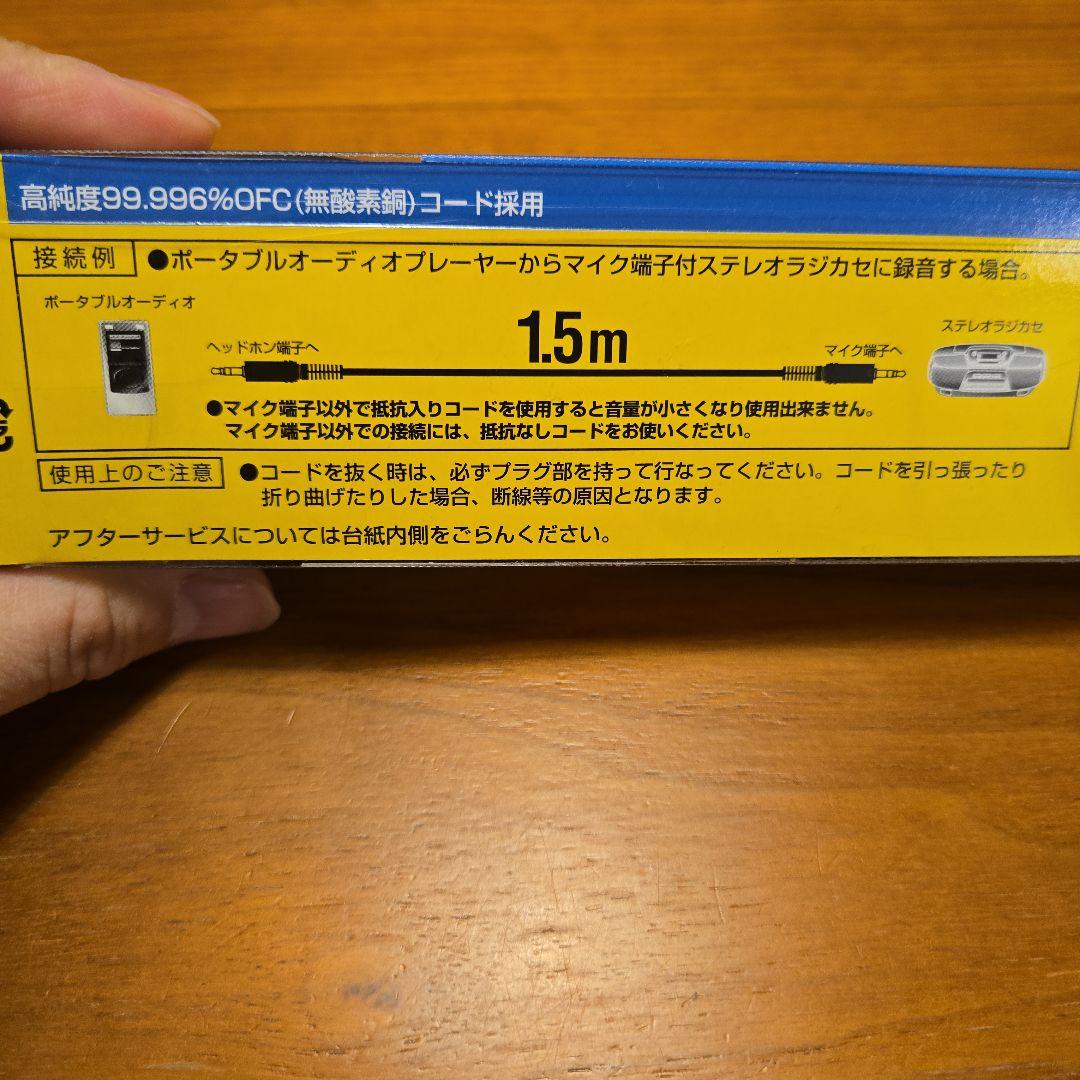 高純度99.996%OFC(無酸素銅)コード採用
接続例 ●ポータブルオーディオプレーヤーからマイク端子付ステレオラジカセに録音する場合。
ポータブルオーディオ
ヘッドホン端子へ
1.5m
マイク端子へ
ステレオラジカセ
●マイク端子以外で抵抗入りコードを使用すると音量が小さくなり使用出来ません。
マイク端子以外での接続には、抵抗なしコードをお使いください。
使用上のご注意 ●コードを抜く時は、必ずプラグ部を持って行なってください。コードを引っ張ったり
折り曲げたりした場合、断線等の原因となります。
アフターサービスについては台紙内側をごらんください。